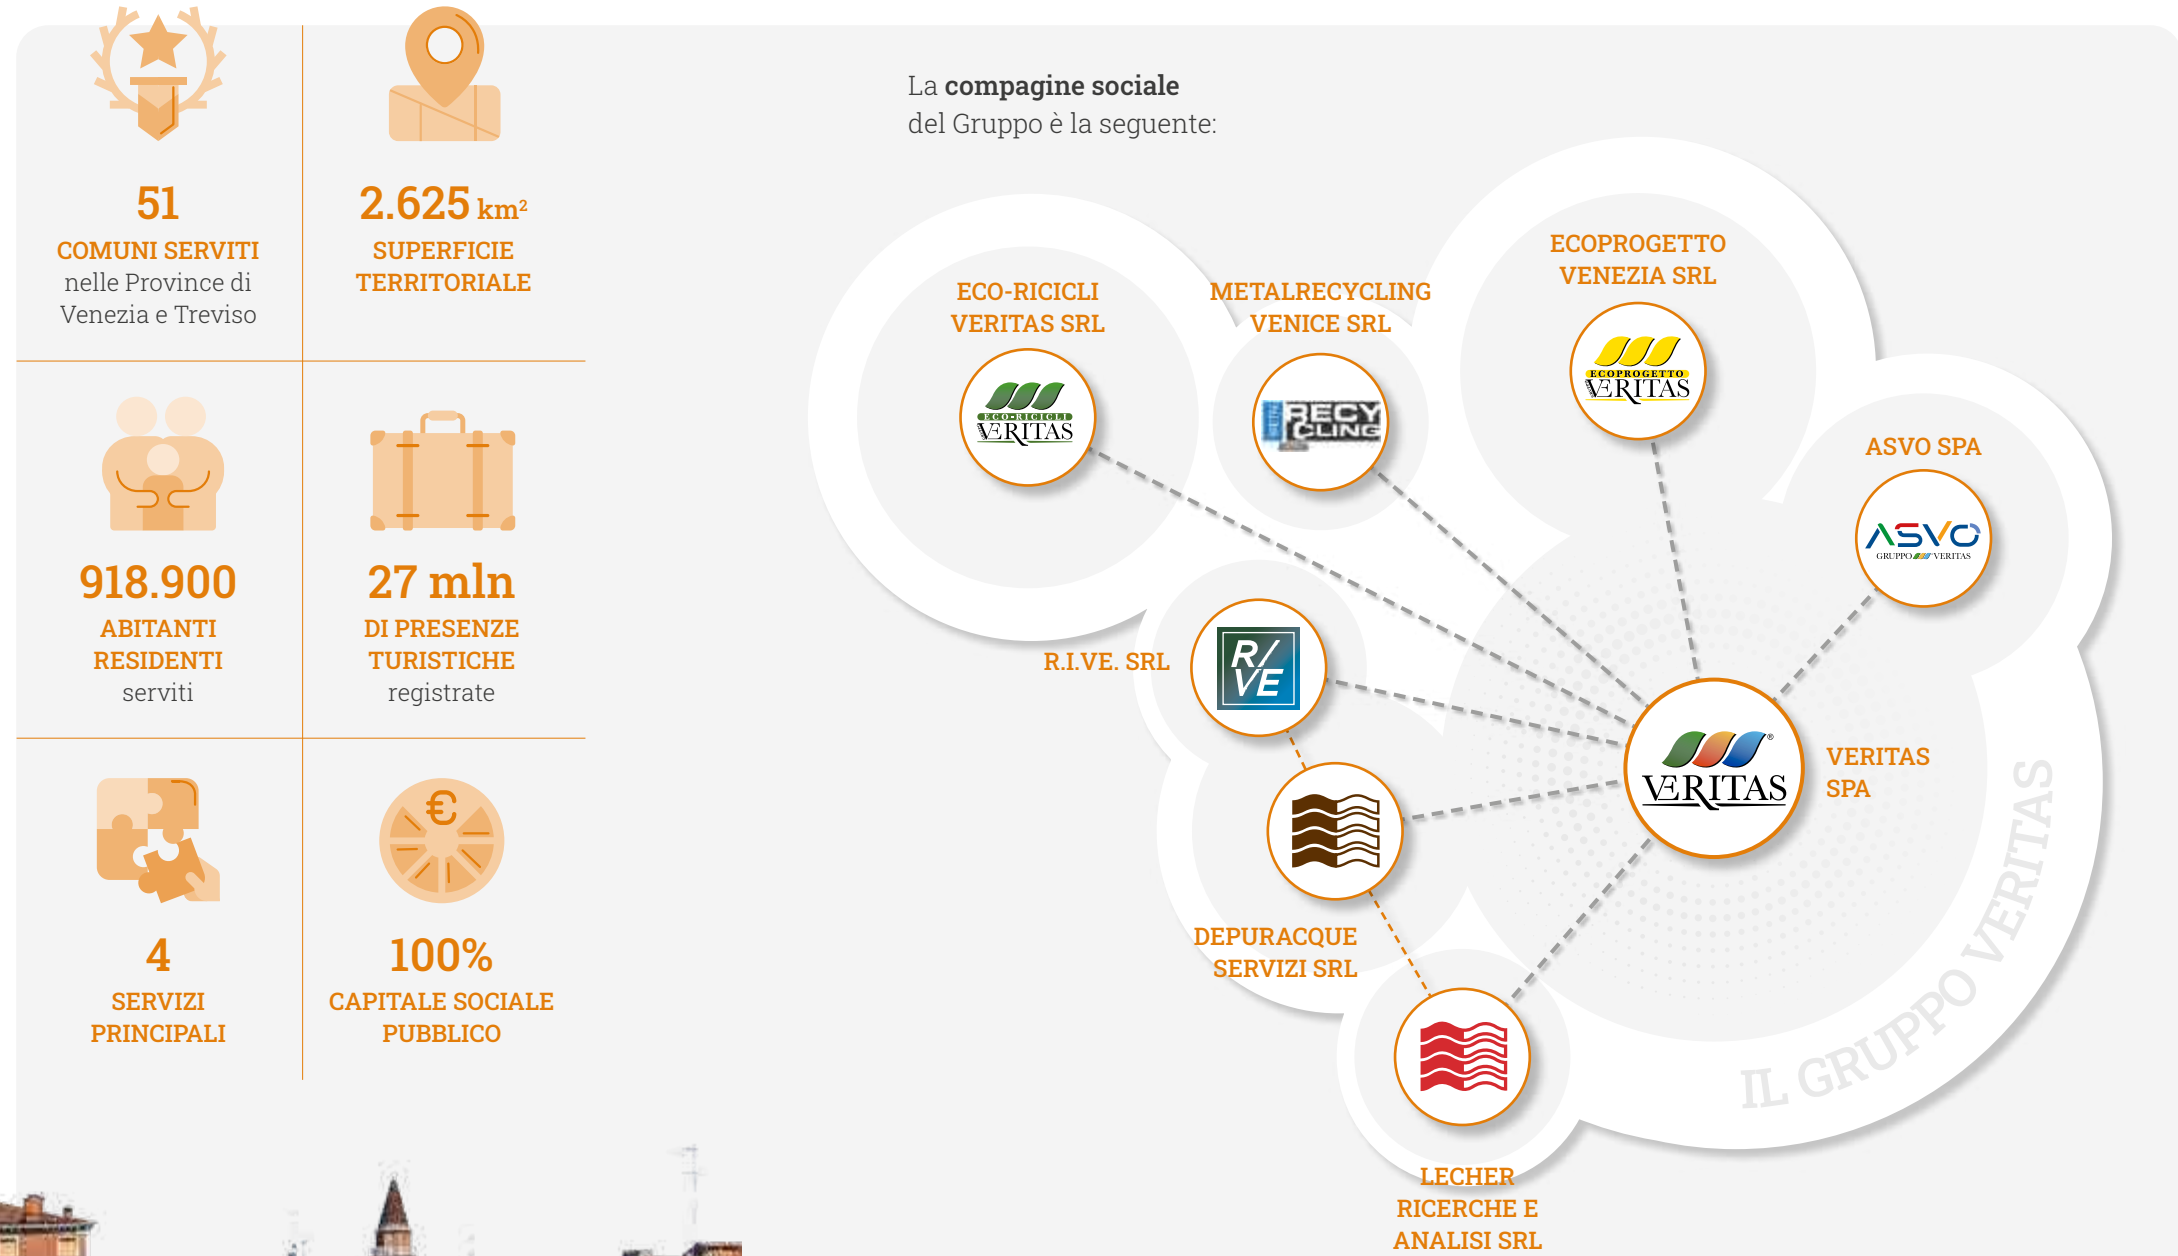 51
COMUNI SERVITI
nelle Province di
Venezia e Treviso
2.625 km²
SUPERFICIE
TERRITORIALE
918.900
ABITANTI
RESIDENTI
serviti
27 mln
DI PRESENZE
TURISTICHE
registrate
4
SERVIZI
PRINCIPALI
€
100%
CAPITALE SOCIALE
PUBBLICO
La compagine sociale
del Gruppo è la seguente:
ECO-RICICLI
VERITAS SRL
ECO-RICICLI
VERITAS
METALRECYCLING
VENICE SRL
RECY
CLING
ECOPROGETTO
VENEZIA SRL
ECOPROGETTO
VERITAS
ASVO SPA
ASVO
GRUPPO VERITAS
R.I.VE. SRL
R/
VE
VERITAS
®
VERITAS
SPA
DEPURACQUE
SERVIZI SRL
LECHER
RICERCHE E
ANALISI SRL
IL GRUPPO VERITAS